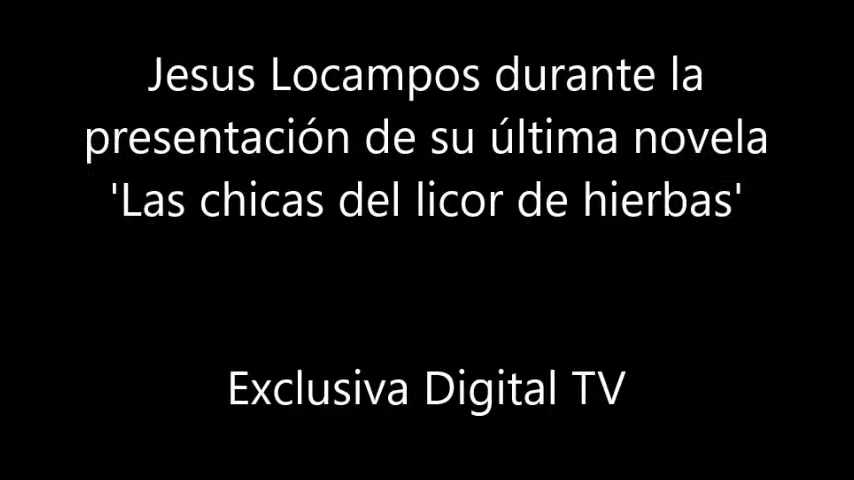 Jesus Locampos durante la
presentación de su última novela
'Las chicas del licor de hierbas'
Exclusiva Digital TV